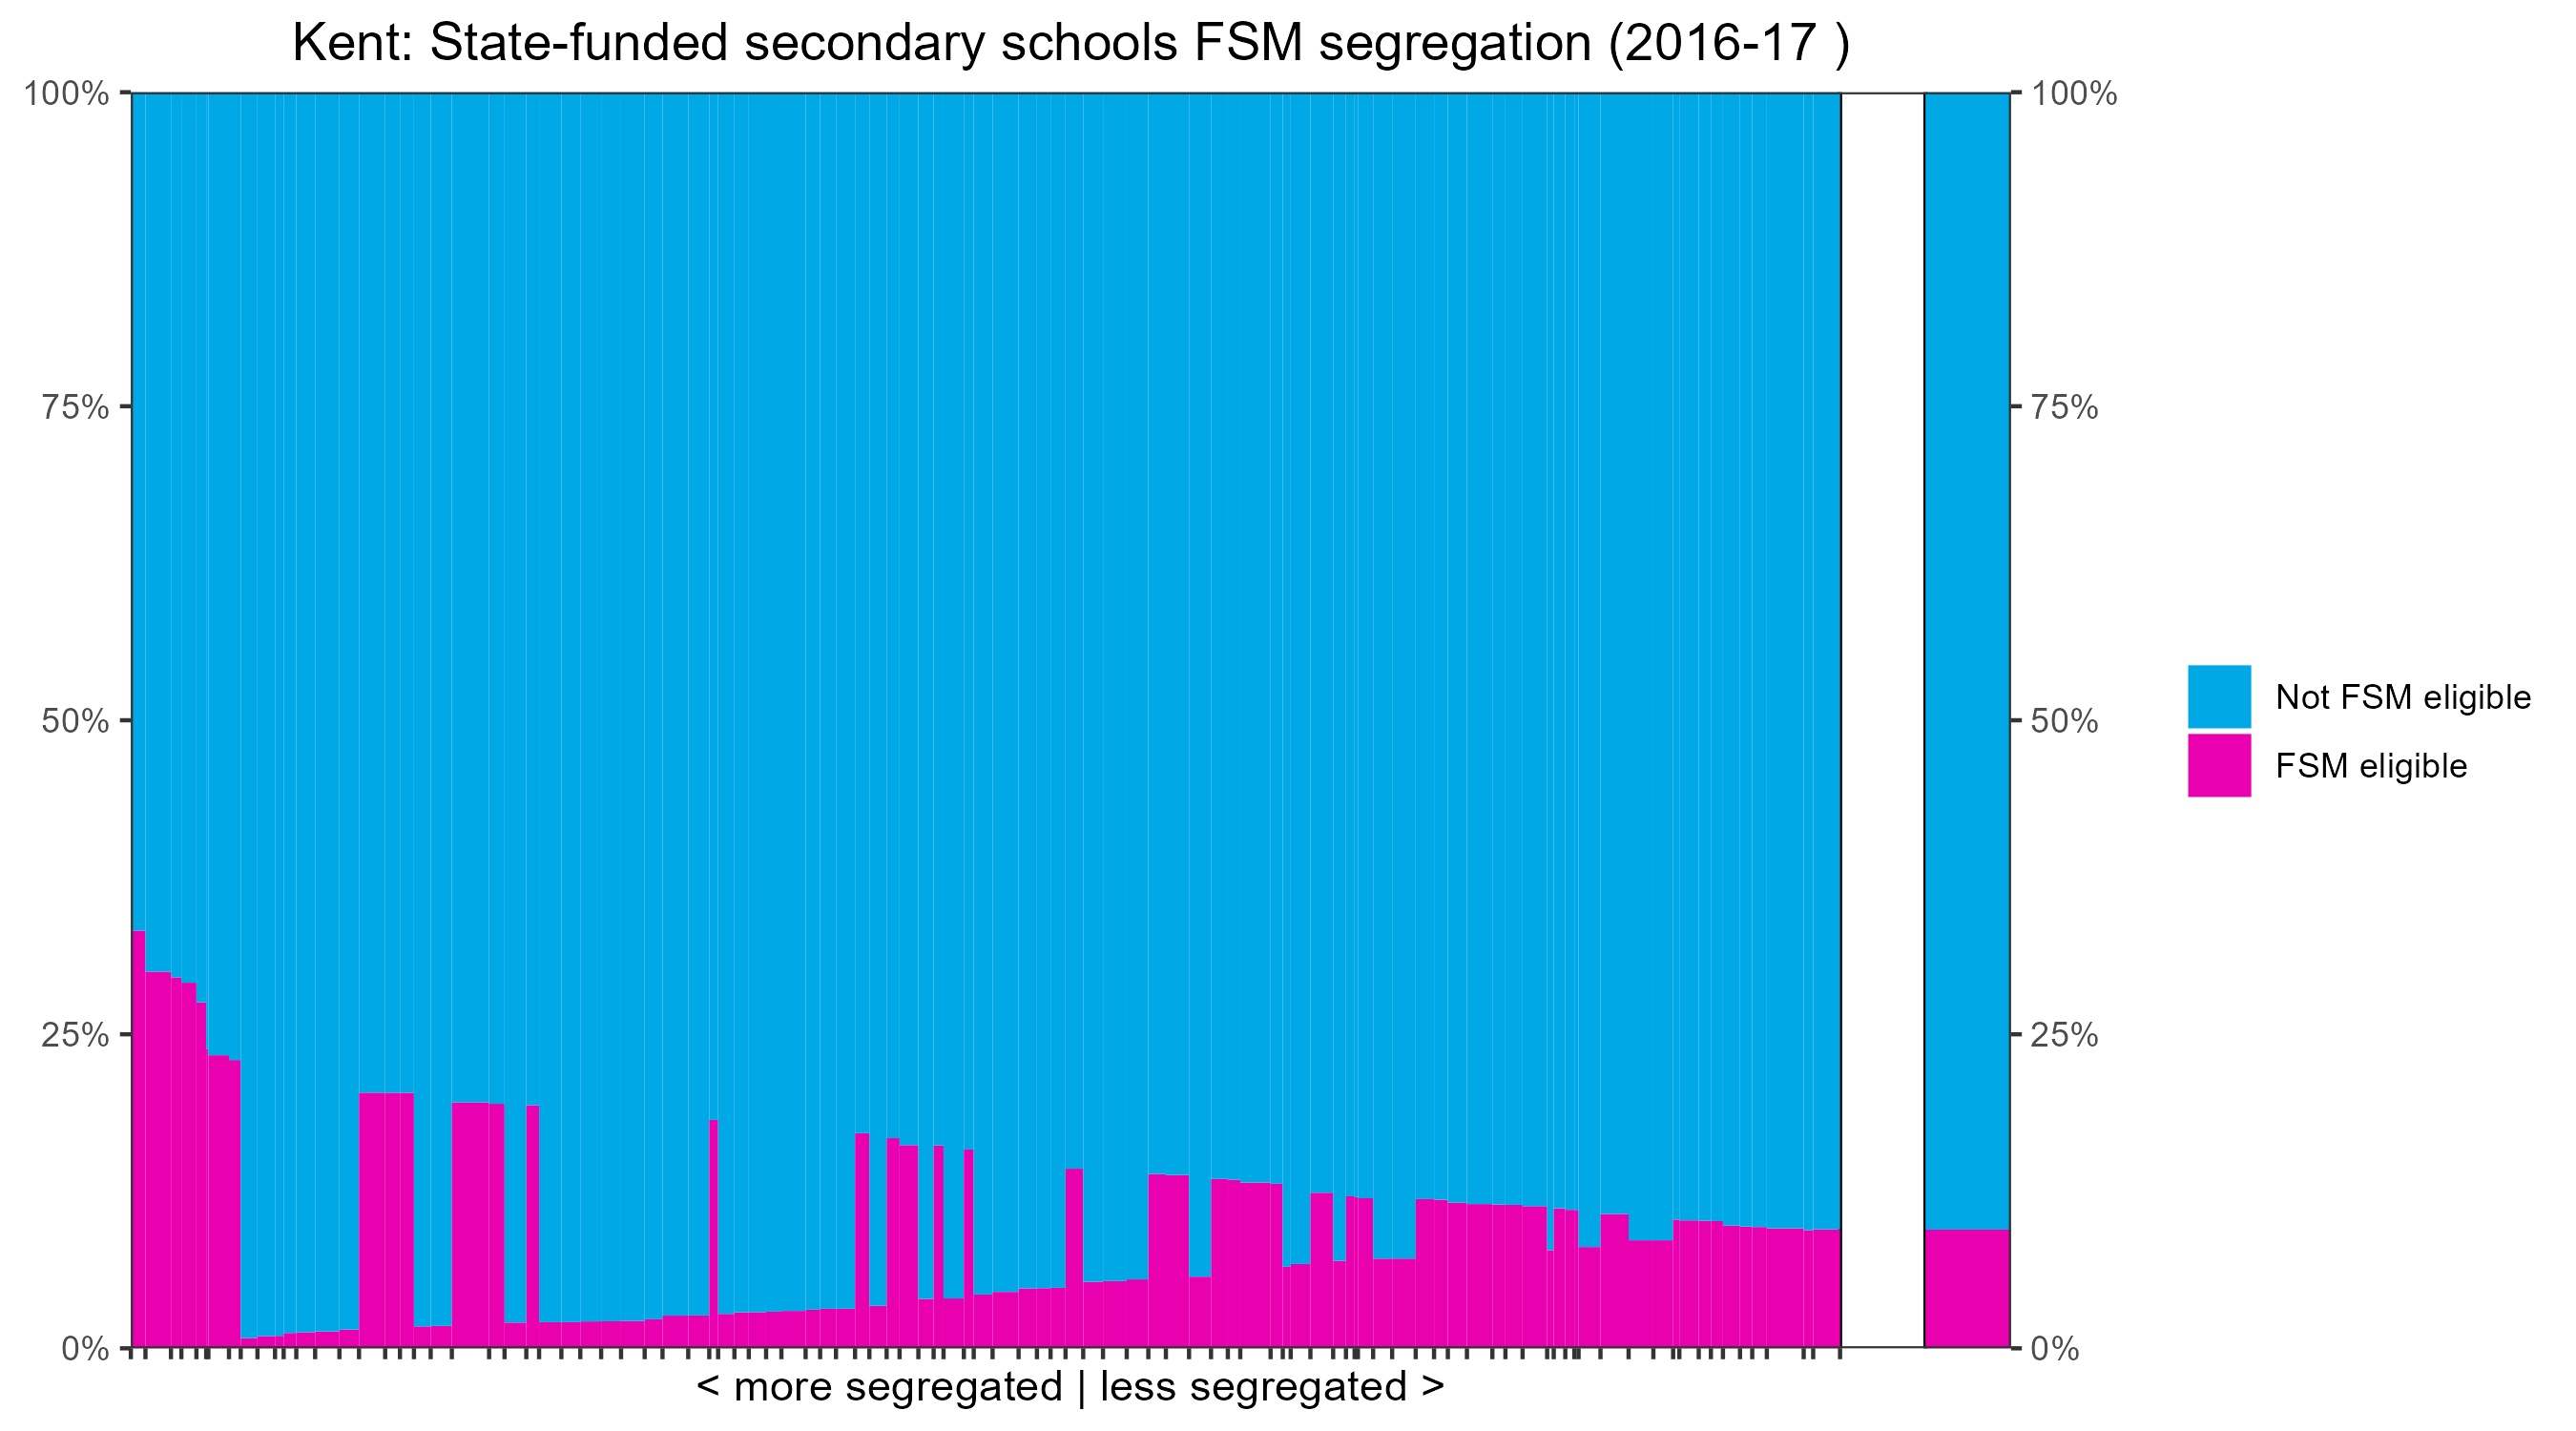 Kent: State-funded secondary schools FSM segregation (2016-17 )
100%
75%
50%
25%
0%
100%
75%
50%
25%
0%
Not FSM eligible
FSM eligible
< more segregated | less segregated >